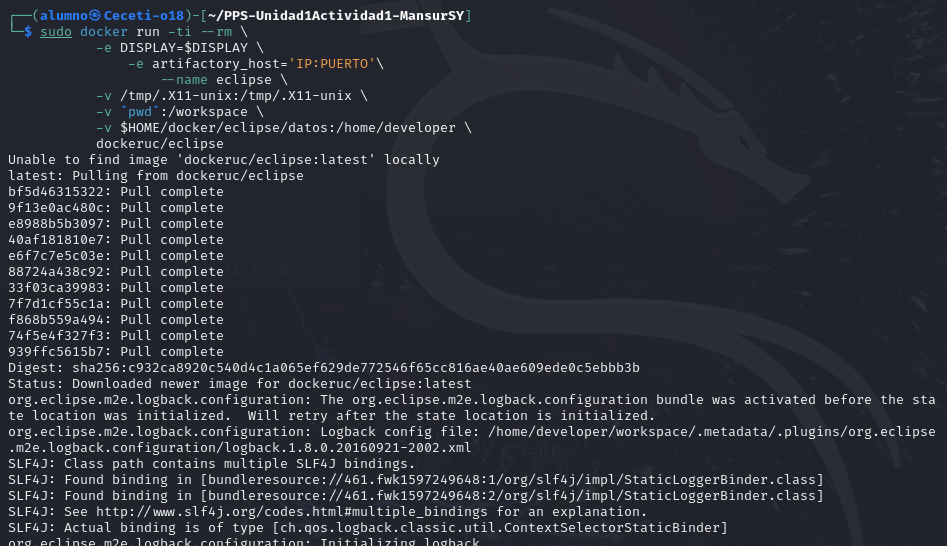 ┌──(alumno㉿Ceceti-o18)-[~/PPS-Unidad1Actividad1-MansurSY]
└─$ sudo docker run -ti --rm \
-e DISPLAY=$DISPLAY \
-e artifactory_host='IP:PUERTO'\
--name eclipse \
-v /tmp/.X11-unix:/tmp/.X11-unix \
-v `pwd`:/workspace \
-v $HOME/docker/eclipse/datos:/home/developer \
dockeruc/eclipse
Unable to find image 'dockeruc/eclipse:latest' locally
latest: Pulling from dockeruc/eclipse
bf5d46315322: Pull complete
9f13e0ac480c: Pull complete
e8988b5b3097: Pull complete
40af181810e7: Pull complete
e6f7c7e5c03e: Pull complete
88724a438c92: Pull complete
33f03ca39983: Pull complete
7f7d1cf55c1a: Pull complete
f868b559a494: Pull complete
74f5e4f327f3: Pull complete
939ffc5615b7: Pull complete
Digest: sha256:c932ca8920c540d4c1a065ef629de772546f65cc816ae40ae609ede0c5ebbb3b
Status: Downloaded newer image for dockeruc/eclipse:latest
org.eclipse.m2e.logback.configuration: The org.eclipse.m2e.logback.configuration bundle was activated before the sta
te location was initialized.  Will retry after the state location is initialized.
org.eclipse.m2e.logback.configuration: Logback config file: /home/developer/workspace/.metadata/.plugins/org.eclipse
.m2e.logback.configuration/logback.1.8.0.20160921-2002.xml
SLF4J: Class path contains multiple SLF4J bindings.
SLF4J: Found binding in [bundleresource://461.fwk1597249648:1/org/slf4j/impl/StaticLoggerBinder.class]
SLF4J: Found binding in [bundleresource://461.fwk1597249648:2/org/slf4j/impl/StaticLoggerBinder.class]
SLF4J: See http://www.slf4j.org/codes.html#multiple_bindings for an explanation.
SLF4J: Actual binding is of type [ch.qos.logback.classic.util.ContextSelectorStaticBinder]
org.eclipse.m2e.logback.configuration: Initializing logback